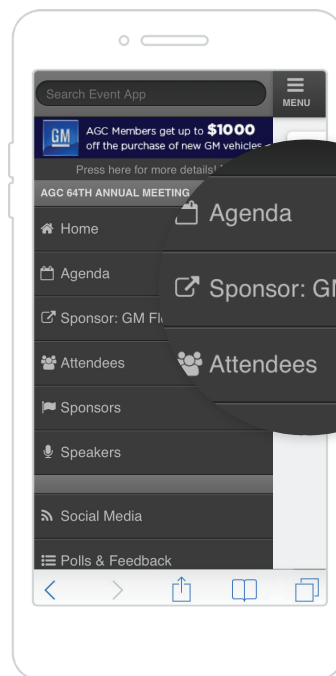 Search Event App
MENU
GM
AGC Members get up to $1000
off the purchase of new GM vehicles
Press here for more details!
AGC 64TH ANNUAL MEETING
Home
Agenda
Sponsor: GM
Attendees
Sponsors
Speakers
Social Media
Polls & Feedback
Agenda
Sponsor: GM
Attendees